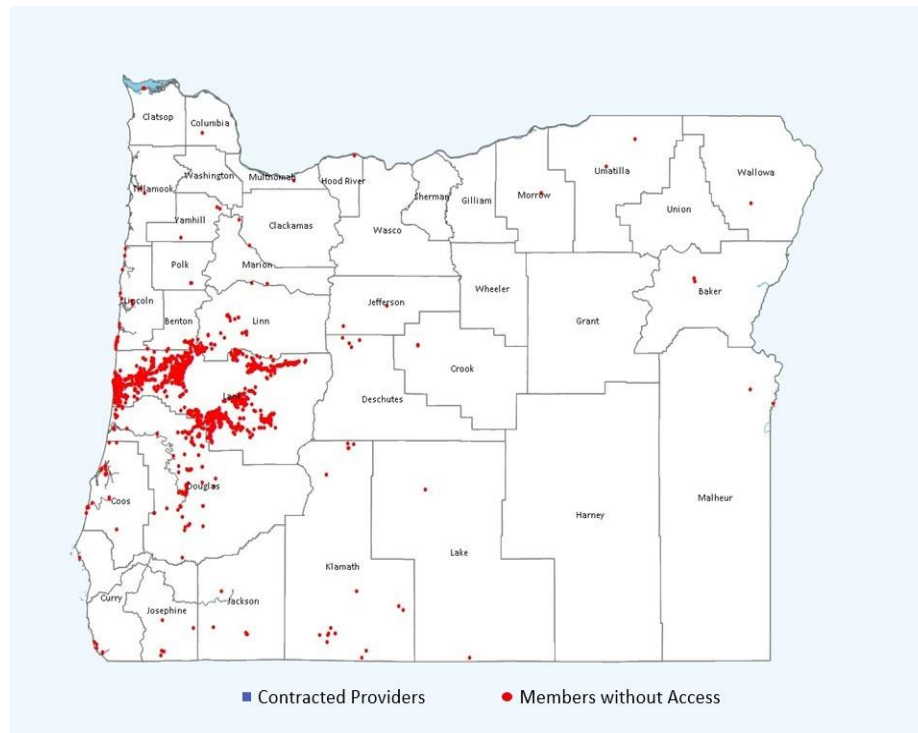 Clatsop
Columbia
Tillamook
Washington
Multnomah
Hood River
Sherman
Gilliam
Morrow
Umatilla
Wallowa
Union
Yamhill
Clackamas
Wasco
Polk
Marion
Lincoln
Benton
Linn
Jefferson
Wheeler
Grant
Baker
Crook
Lane
Deschutes
Douglas
Coos
Malheur
Harney
Lake
Klamath
Curry
Josephine
Jackson
Contracted Providers
Members without Access